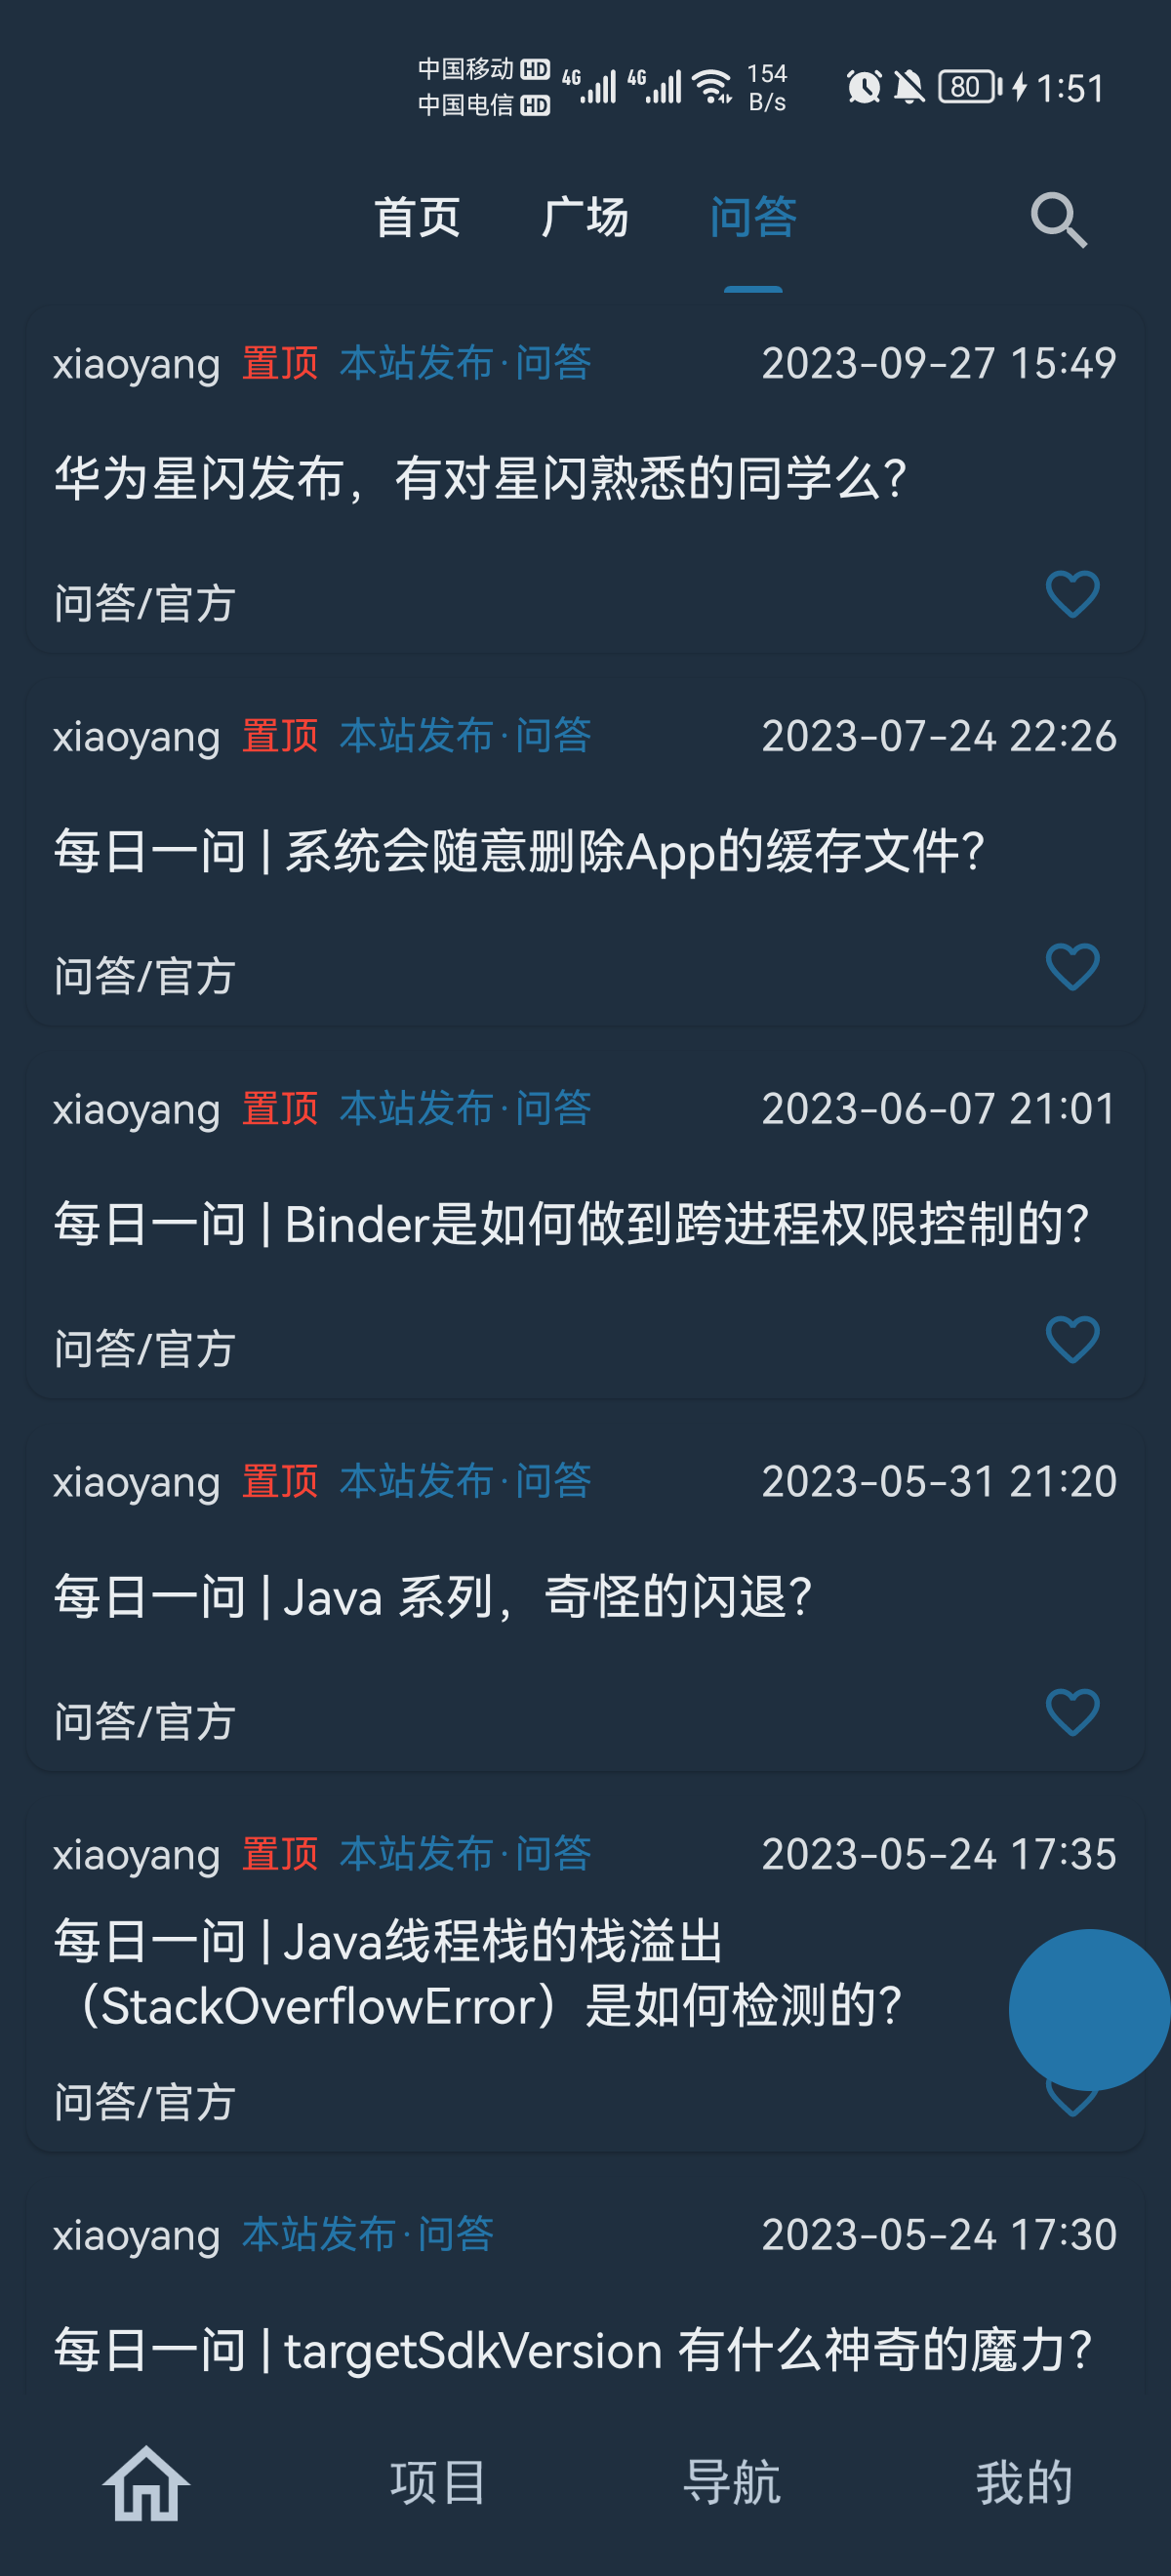 中国移动 HD 4G 4G 154 80 1:51
中国电信 HD B/s
首页 广场 问答
xiaoyang 置顶 本站发布·问答 2023-09-27 15:49
华为星闪发布，有对星闪熟悉的同学么？
问答/官方
xiaoyang 置顶 本站发布·问答 2023-07-24 22:26
每日一问 | 系统会随意删除App的缓存文件？
问答/官方
xiaoyang 置顶 本站发布·问答 2023-06-07 21:01
每日一问 | Binder是如何做到跨进程权限控制的？
问答/官方
xiaoyang 置顶 本站发布·问答 2023-05-31 21:20
每日一问 | Java 系列，奇怪的闪退？
问答/官方
xiaoyang 置顶 本站发布·问答 2023-05-24 17:35
每日一问 | Java线程栈的栈溢出
（StackOverflowError）是如何检测的？
问答/官方
xiaoyang 本站发布·问答 2023-05-24 17:30
每日一问 | targetSdkVersion 有什么神奇的魔力？
项目 导航 我的